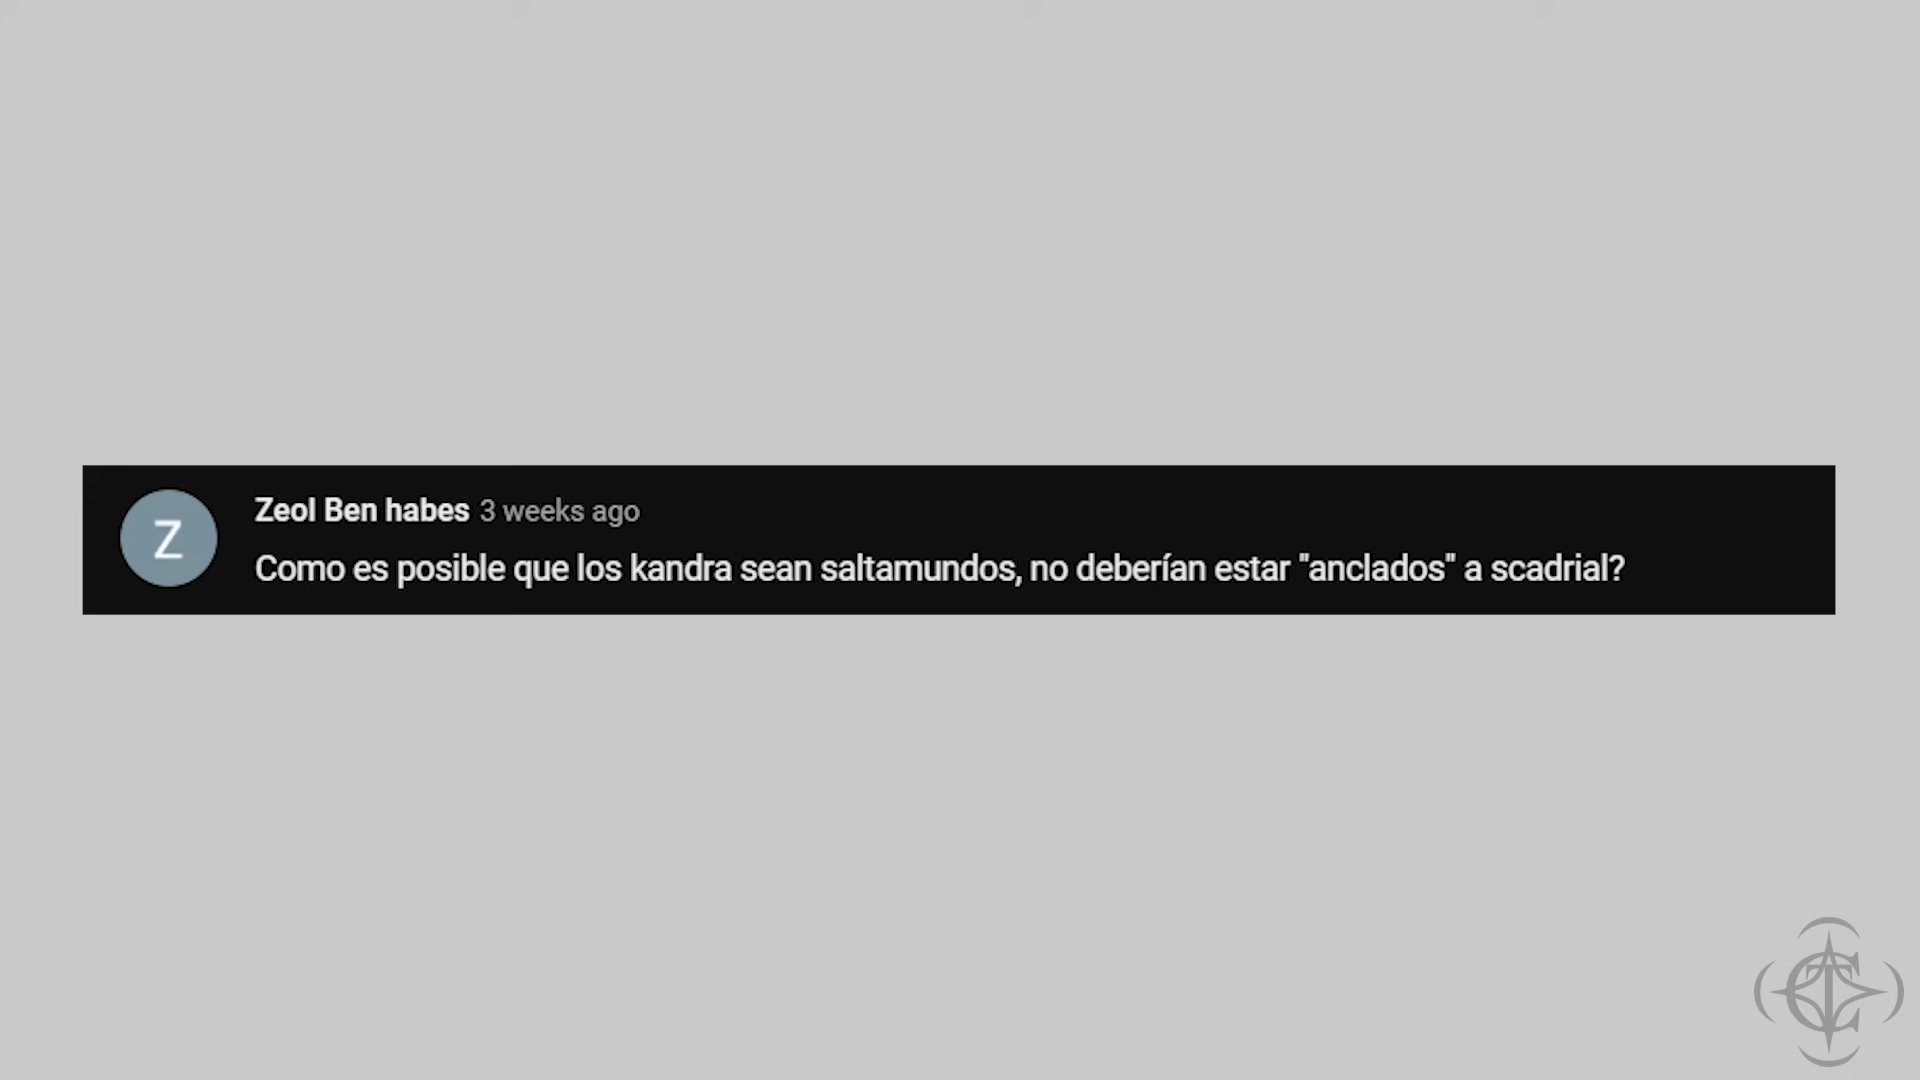 Z
Zeol Ben habes 3 weeks ago
Como es posible que los kandra sean saltamundos, no deberían estar "anclados" a scadrial?